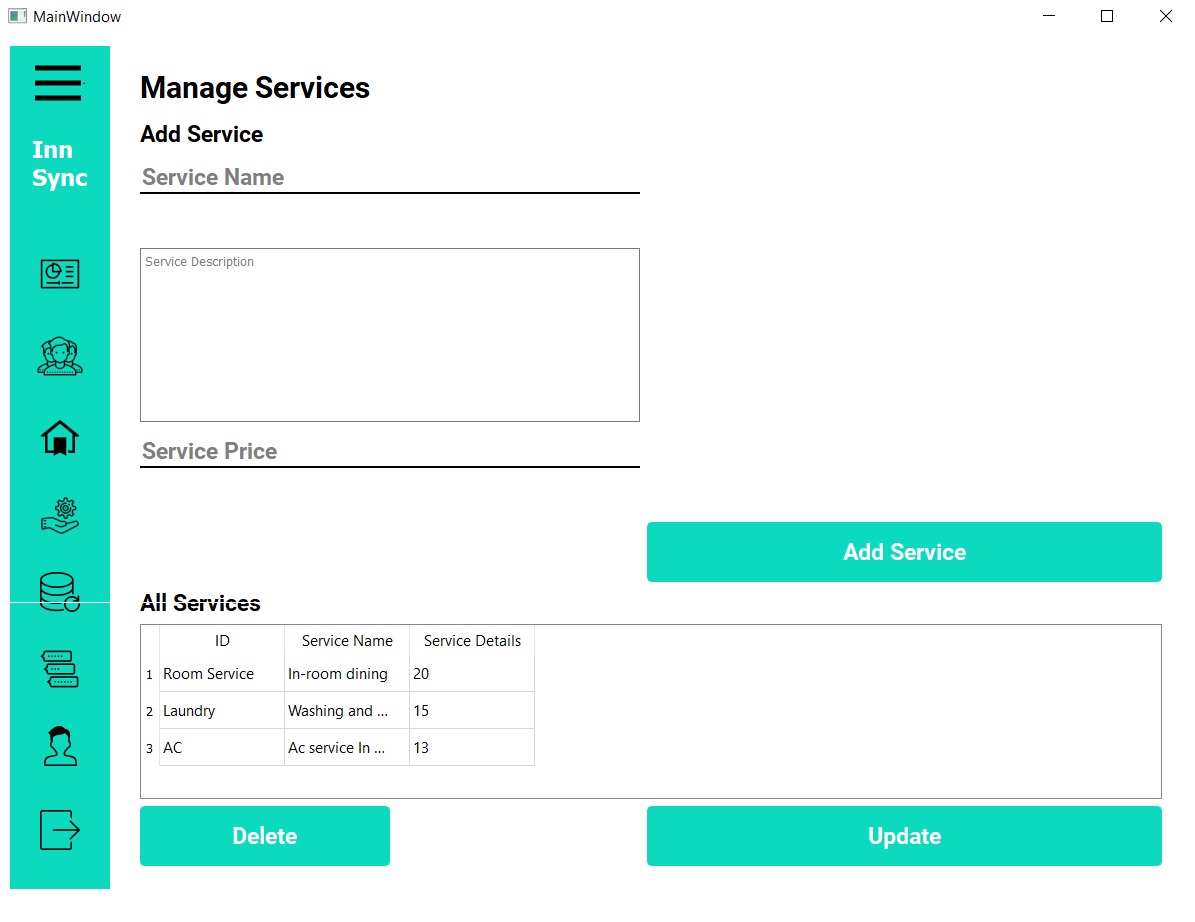 MainWindow
Inn
Sync
Manage Services
Add Service
Service Name
Service Description
Service Price
Add Service
All Services
ID Service Name Service Details
1 Room Service In-room dining 20
2 Laundry Washing and ... 15
3 AC Ac service In ... 13
Delete Update